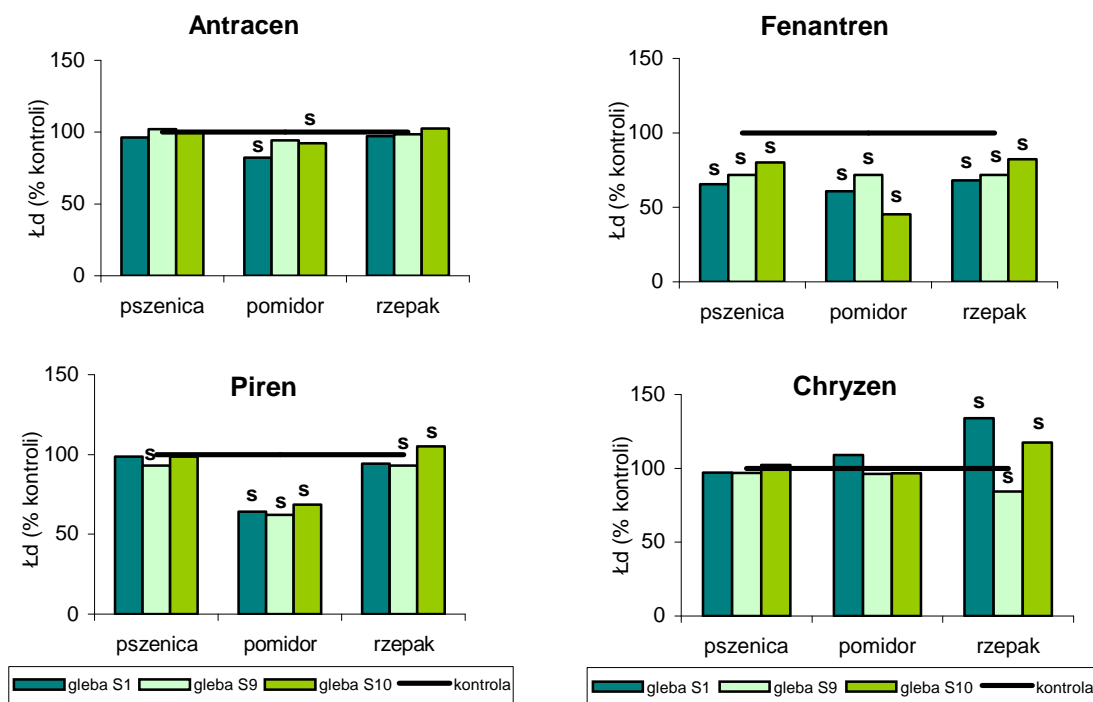 Antracen
150
100
50
0
Łd (% kontroli)
s
s
pszenica pomidor rzepak
Fenantren
150
100
50
0
Łd (% kontroli)
s s s
s s s
s s s
pszenica pomidor rzepak
Piren
150
100
50
0
Łd (% kontroli)
s
s s s
s s
pszenica pomidor rzepak
gleba S1 gleba S9 gleba S10 kontrola
Chryzen
150
100
50
0
Łd (% kontroli)
s s s
pszenica pomidor rzepak
gleba S1 gleba S9 gleba S10 kontrola